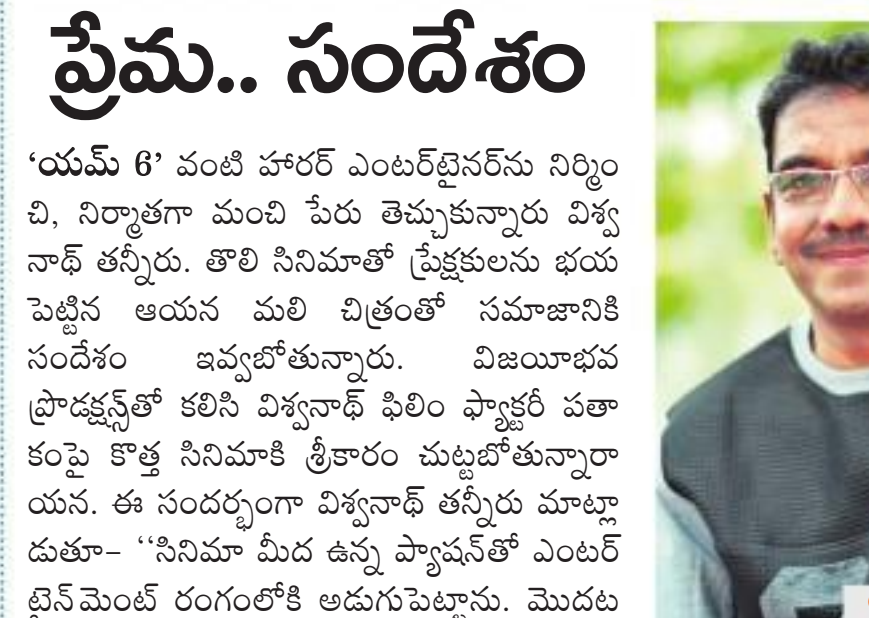 ప్రేమ.. సందేశం
‘యమ్ 6’ వంటి హారర్ ఎంటర్‌టైనర్‌ను నిర్మిం
చి, నిర్మాతగా మంచి పేరు తెచ్చుకున్నారు విశ్వ
నాథ్ తన్నీరు. తొలి సినిమాతో ప్రేక్షకులను భయ
పెట్టిన ఆయన మలి చిత్రంతో సమాజానికి
సందేశం ఇవ్వబోతున్నారు. విజయీభవ
ప్రొడక్షన్స్‌తో కలిసి విశ్వనాథ్ ఫిలిం ఫ్యాక్టరీ పతా
కంపై కొత్త సినిమాకి శ్రీకారం చుట్టబోతున్నారా
యన. ఈ సందర్భంగా విశ్వనాథ్ తన్నీరు మాట్లా
డుతూ– ‘‘సినిమా మీద ఉన్న ప్యాషన్‌తో ఎంటర్
టైన్‌మెంట్ రంగంలోకి అడుగుపెట్టాను. మొదట